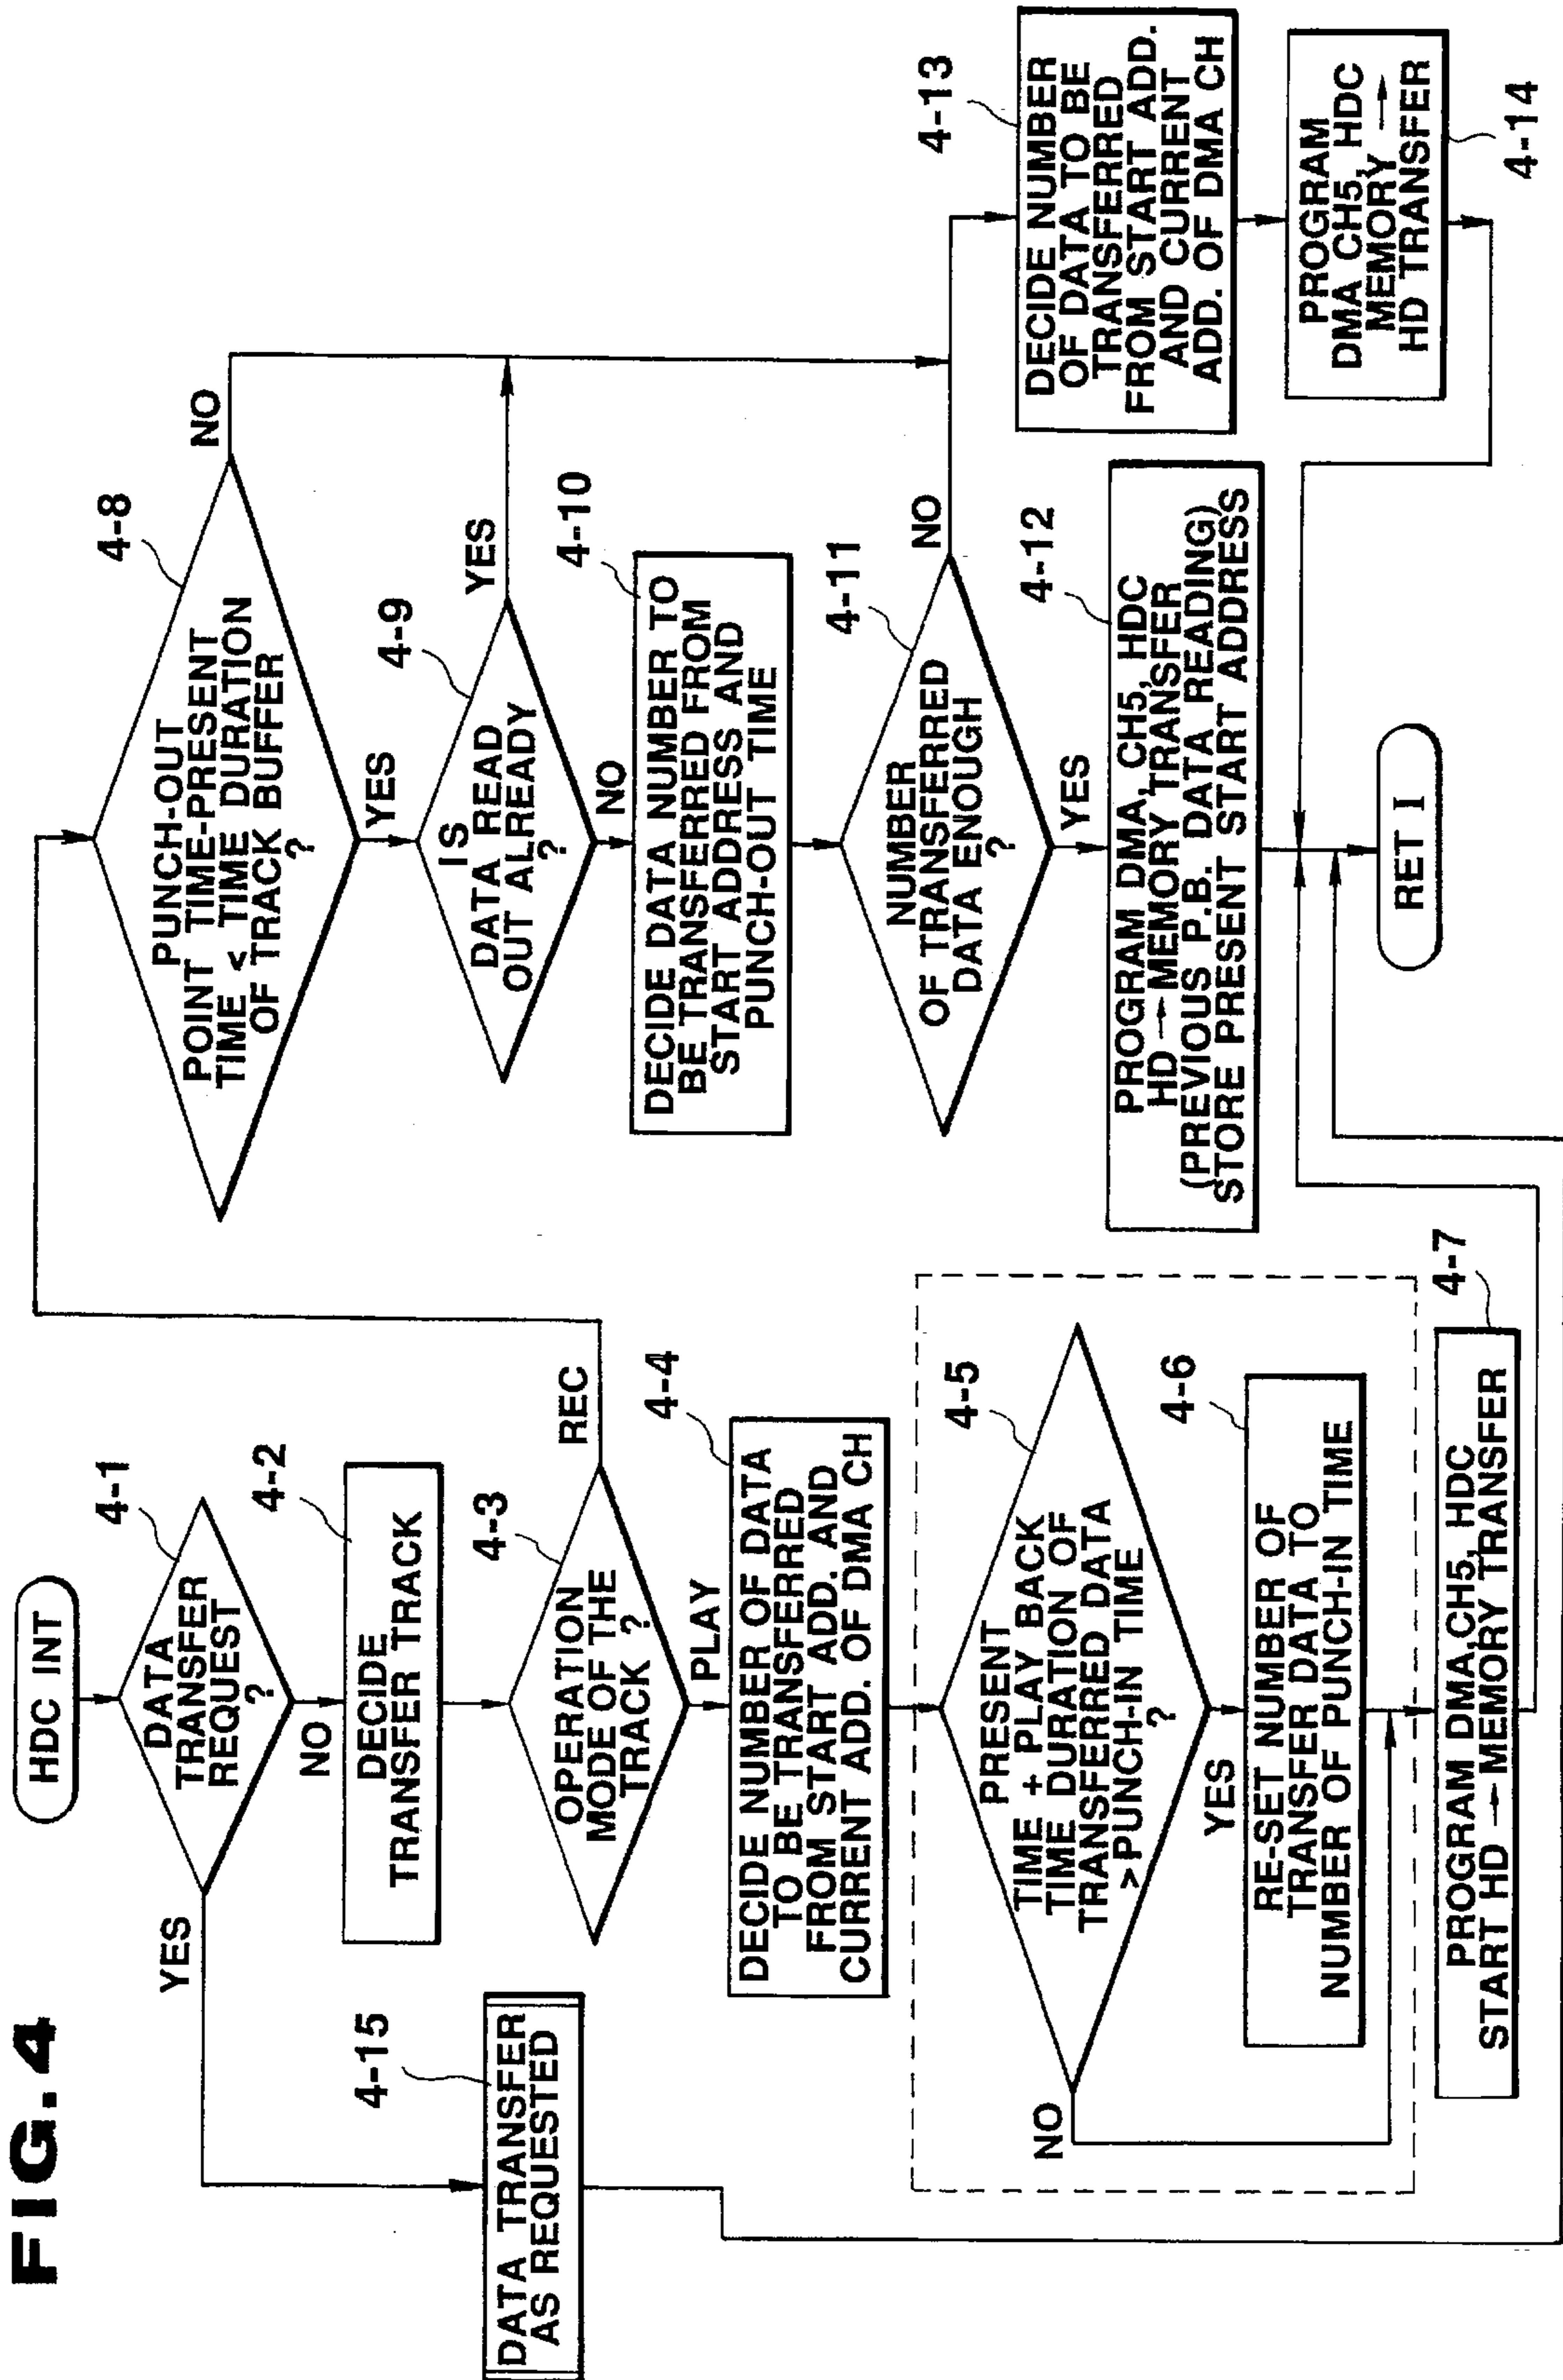 FIG.4
HDC INT
4-1
DATA
TRANSFER
REQUEST
?
YES
NO
4-2
DECIDE
TRANSFER TRACK
4-3
OPERATION
MODE OF THE
TRACK ?
REC
PLAY
4-4
DECIDE NUMBER OF DATA
TO BE TRANSFERRED
FROM START ADD. AND
CURRENT ADD. OF DMA CH
4-5
PRESENT
TIME + PLAY BACK
TIME DURATION OF
TRANSFERRED DATA
>PUNCH-IN TIME
?
NO
YES
4-6
RE-SET NUMBER OF
TRANSFER DATA TO
NUMBER OF PUNCH-IN TIME
4-7
PROGRAM DMA,CH5, HDC
START HD → MEMORY TRANSFER
4-15
DATA TRANSFER
AS REQUESTED
4-8
PUNCH-OUT
POINT TIME-PRESENT
TIME < TIME DURATION
OF TRACK BUFFER
?
NO
YES
4-9
IS
DATA READ
OUT ALREADY
?
YES
NO
4-10
DECIDE DATA NUMBER TO
BE TRANSFERRED FROM
START ADDRESS AND
PUNCH-OUT TIME
4-11
NUMBER
OF TRANSFERRED
DATA ENOUGH
?
NO
YES
4-12
PROGRAM DMA, CH5, HDC
HD → MEMORY TRANSFER
(PREVIOUS P.B. DATA READING)
STORE PRESENT START ADDRESS
4-13
DECIDE NUMBER
OF DATA TO BE
TRANSFERRED
FROM START ADD.
AND CURRENT
ADD. OF DMA CH
PROGRAM
DMA CH5, HDC
MEMORY →
HD TRANSFER
4-14
RET I